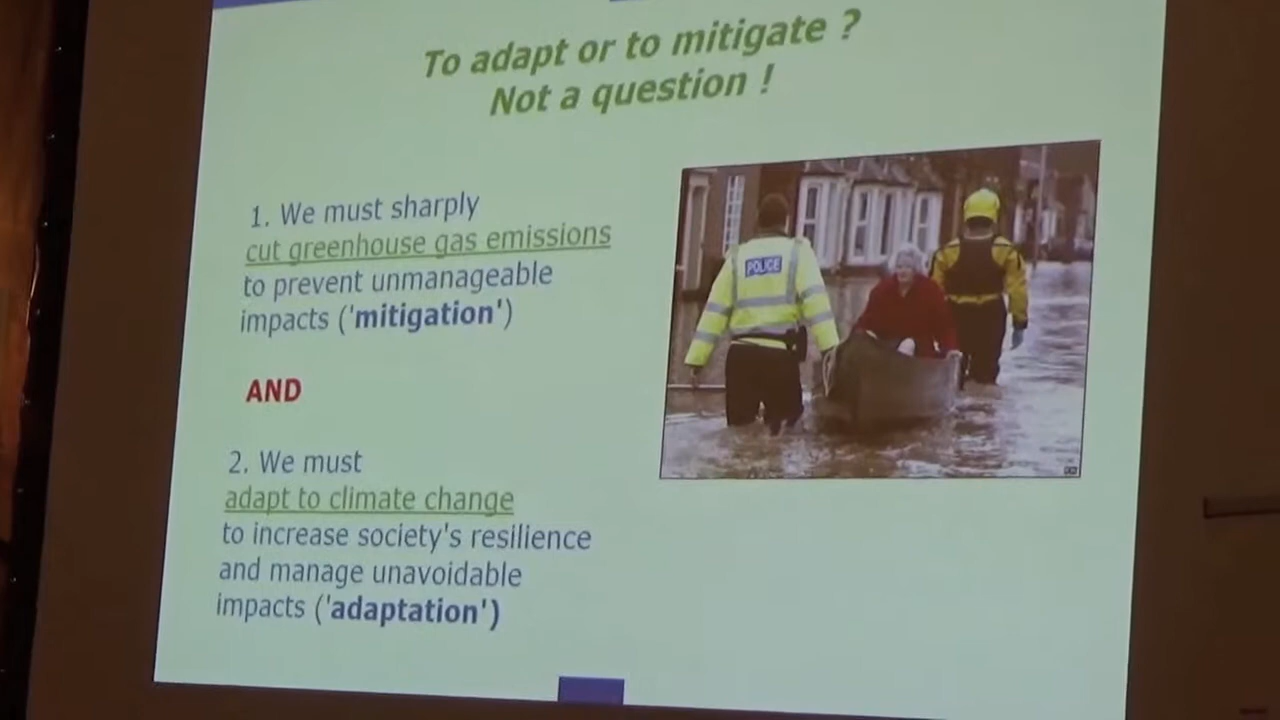 To adapt or to mitigate ?
Not a question !
1. We must sharply
cut greenhouse gas emissions
to prevent unmanageable
impacts ('mitigation')
AND
2. We must
adapt to climate change
to increase society's resilience
and manage unavoidable
impacts ('adaptation')
POLICE